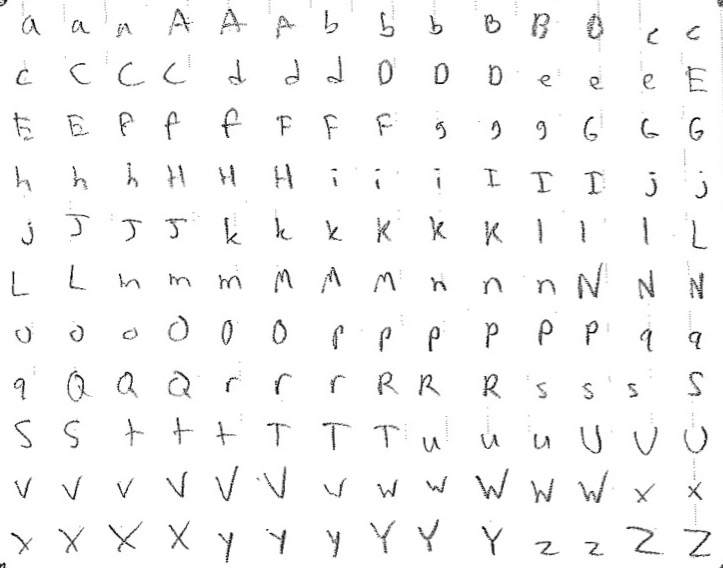 a a a A A A b b b B B B c c
c C C C d d d D D D e e e E
E E f f f F F F g g g G G G
h h h H H H i i i I I I j j
j J J J k k k K K K l l l L
L L m m m M M M n n n N N N
o o o O O O p p p P P P q q
q Q Q Q r r r R R R s s s S
S S t t t T T T u u u U U U
v v v V V V w w w W W W x x
x X X X y y y Y Y Y z z Z Z